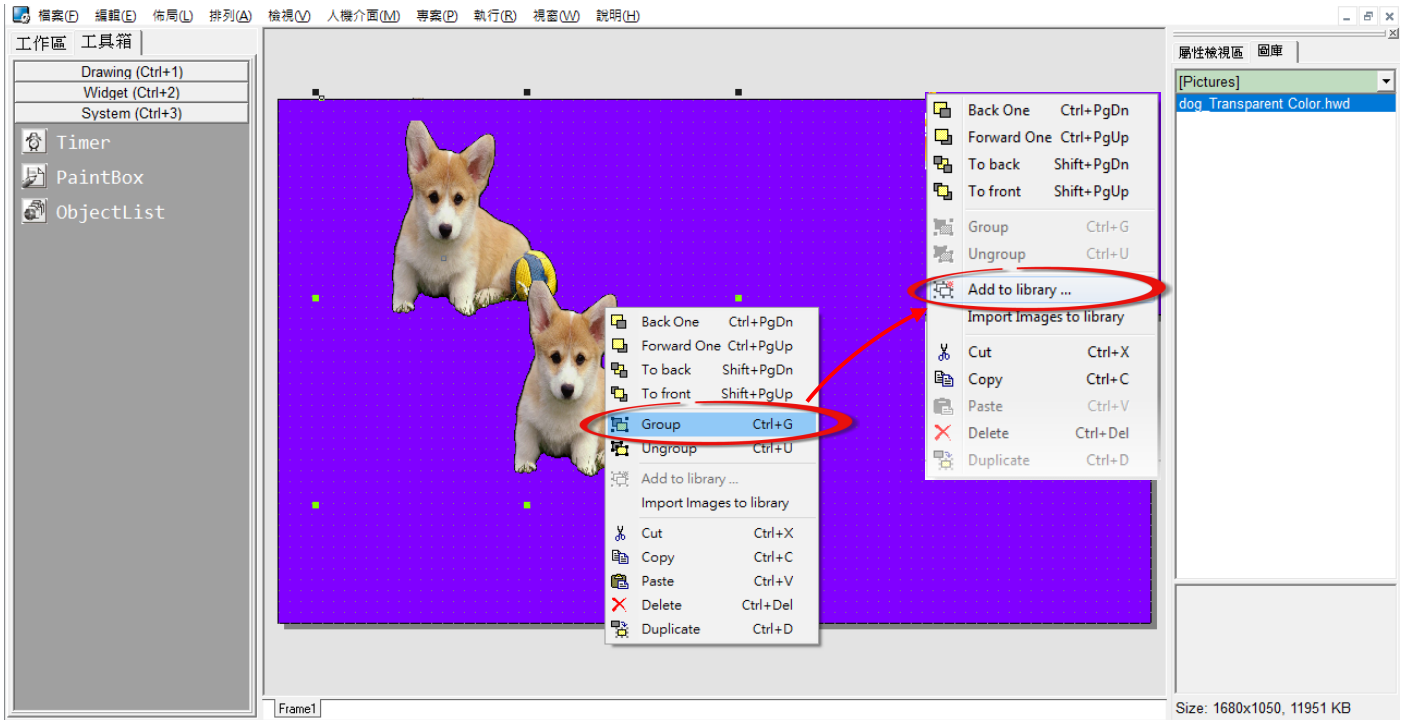 檔案(F) 編輯(E) 佈局(L) 排列(A) 檢視(V) 人機介面(M) 專案(P) 執行(R) 視窗(W) 說明(H)
工作區 工具箱
Drawing (Ctrl+1)
Widget (Ctrl+2)
System (Ctrl+3)
Timer
PaintBox
ObjectList
Back One Ctrl+PgDn
Forward One Ctrl+PgUp
To back Shift+PgDn
To front Shift+PgUp
Group Ctrl+G
Ungroup Ctrl+U
Add to library ...
Import Images to library
Cut Ctrl+X
Copy Ctrl+C
Paste Ctrl+V
Delete Ctrl+Del
Duplicate Ctrl+D
Back One Ctrl+PgDn
Forward One Ctrl+PgUp
To back Shift+PgDn
To front Shift+PgUp
Group Ctrl+G
Ungroup Ctrl+U
Add to library ...
Import Images to library
Cut Ctrl+X
Copy Ctrl+C
Paste Ctrl+V
Delete Ctrl+Del
Duplicate Ctrl+D
Frame1
屬性檢視區 圖庫
[Pictures]
dog_Transparent Color.hwd
Size: 1680x1050, 11951 KB